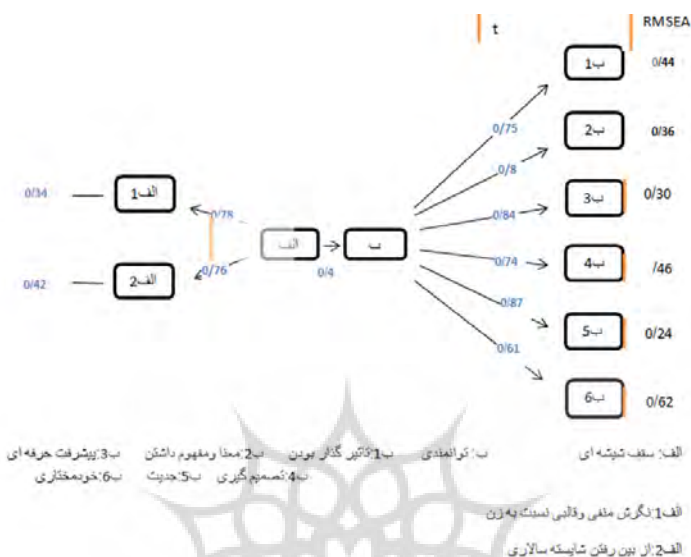 t
RMSEA
ب1
0/44
0/75
ب2
0/36
0/8
ب3
0/30
0/84
ب4
/46
0/74
ب5
0/24
0/87
ب6
0/62
0/61
0/34
الف1
0/78
الف
ب
0/4
0/42
الف2
0/76
الف: سقف شیشه ای ب: توانمندی ب1:تاثیر گذار بودن ب2:معنا ومفهوم داشتن ب3:پیشرفت حرفه ای
ب4:تصمیم گیری ب5:جدیت ب6:خودمختاری
الف1:نگرش منفی وقالبی نسبت به زن
الف2:از بین رفتن شایسته سالاری